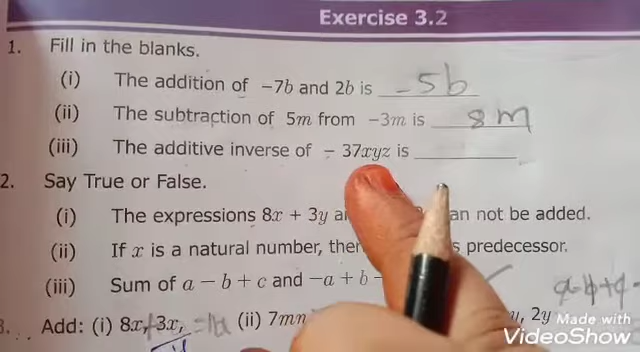 Exercise 3.2
1. Fill in the blanks.
(i) The addition of −7b and 2b is −5b
(ii) The subtraction of 5m from −3m is 8m
(iii) The additive inverse of − 37xyz is
2. Say True or False.
(i) The expressions 8x + 3y an not be added.
(ii) If x is a natural number, then s predecessor.
(iii) Sum of a − b + c and −a + b −
3. Add: (i) 8x, 3x, (ii) 7mn , 2y
Made with
VideoShow